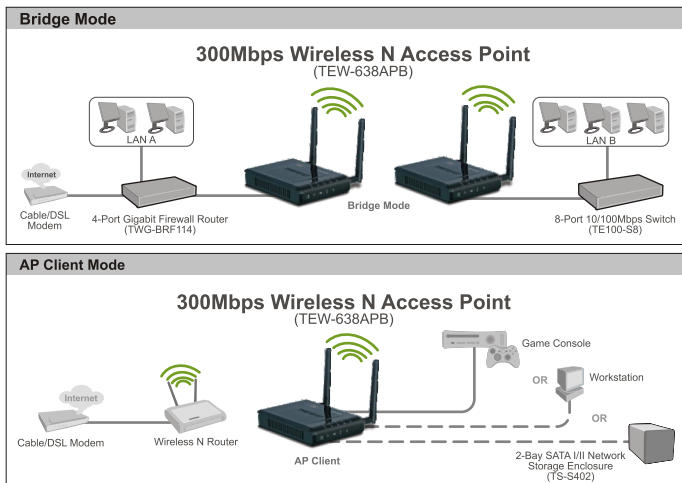 Bridge Mode
300Mbps Wireless N Access Point
(TEW-638APB)
LAN A
LAN B
Internet
Bridge Mode
Cable/DSL
Modem
4-Port Gigabit Firewall Router
(TWG-BRF114)
8-Port 10/100Mbps Switch
(TE100-S8)
AP Client Mode
300Mbps Wireless N Access Point
(TEW-638APB)
Game Console
OR
Workstation
Internet
OR
Cable/DSL Modem
Wireless N Router
AP Client
2-Bay SATA I/II Network
Storage Enclosure
(TS-S402)